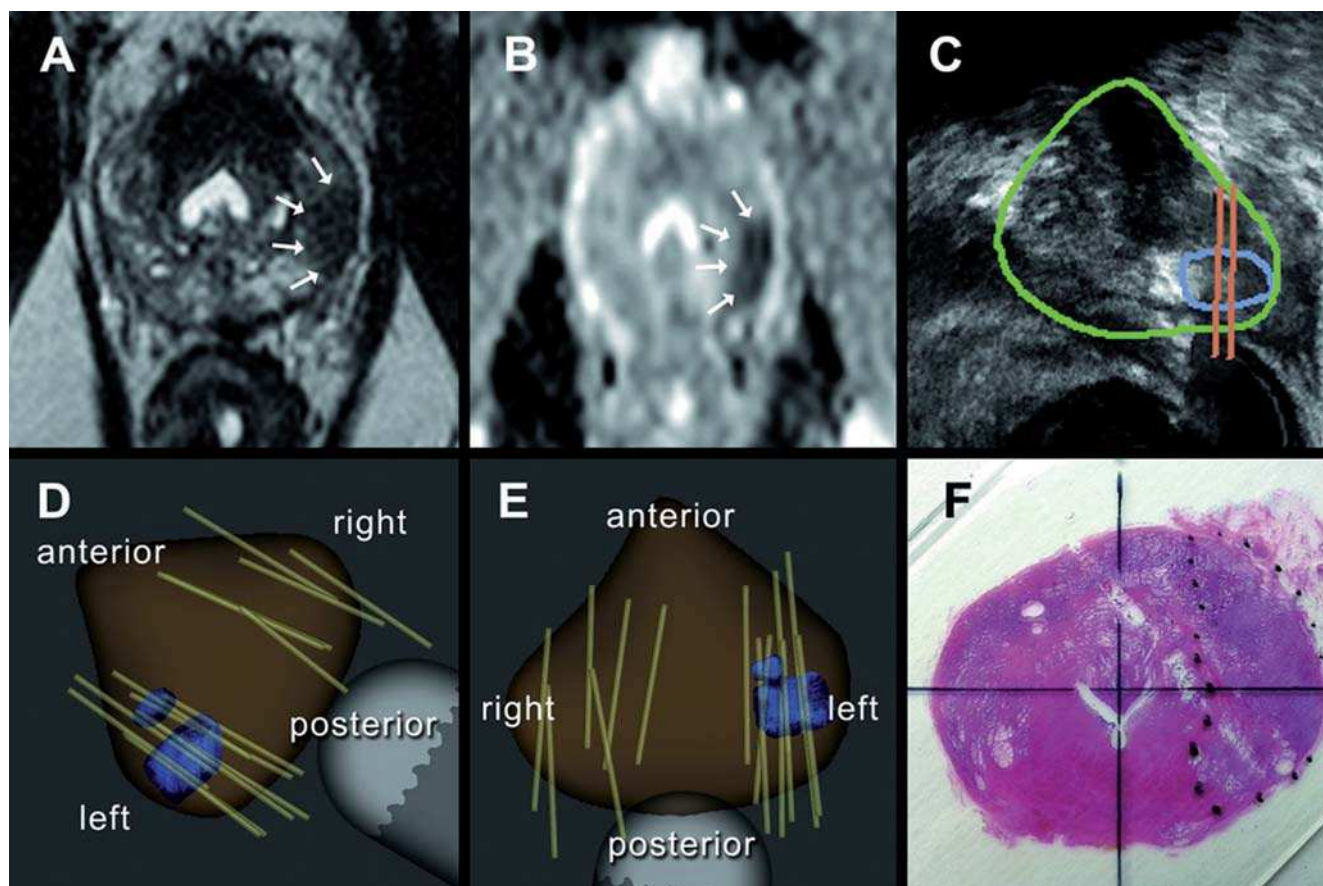 A
B
C
D
right
anterior
posterior
left
E
anterior
right
left
posterior
F